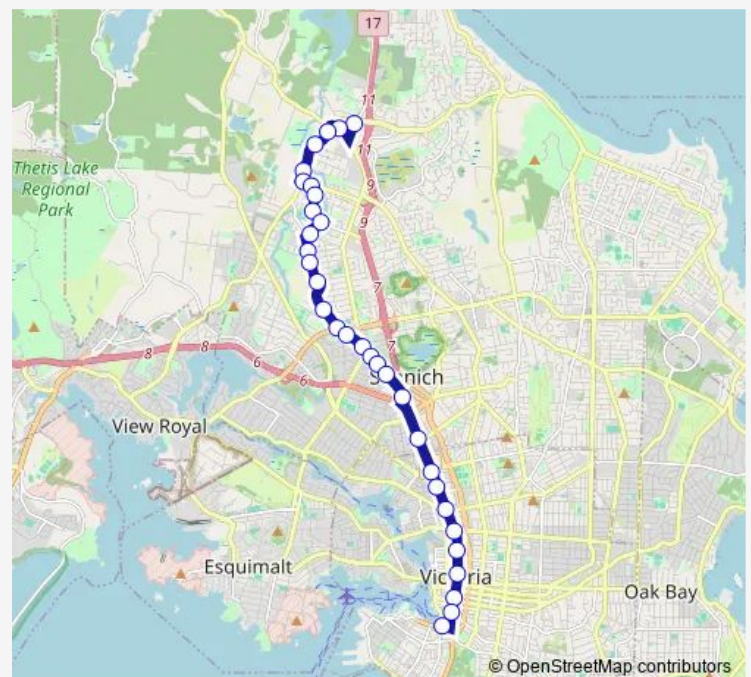 17
11
Thetis Lake
Regional
Park
11
9
9
7
8
8
6
7
6
Saanich
View Royal
8
Esquimalt
Victoria
Oak Bay
© OpenStreetMap contributors